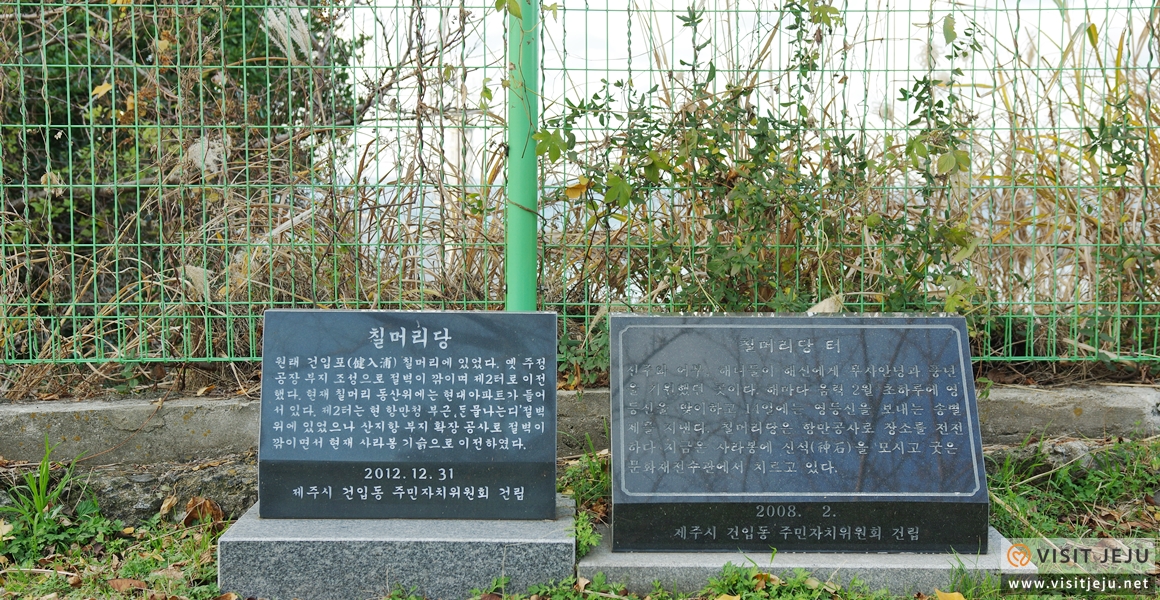 칠머리당
원래 건입포(健入浦) 칠머리에 있었다. 옛 주정
공장 부지 조성으로 절벽이 깎이며 제2터로 이전
했다. 현재 칠머리 동산위에는 현대아파트가 들어
서 있다. 제2터는 현 항만청 부근, 돈물나는디 절벽
위에 있었으나 산지항 부지 확장 공사로 절벽이
깎이면서 현재 사라봉 기슭으로 이전하였다.
2012. 12. 31
제주시 건입동 주민자치위원회 건립
칠머리당 터
해녀들이 해신에게 무사안녕과 풍년
을 기원했던 곳이다. 해마다 음력 2월 초하루에 영
등신을 맞이하고 영등신을 보내는 송별
제를 지낸다. 칠머리당은 항만공사로 장소를 전전
하다 지금은 사라봉에 신석(神石)을 모시고 굿은
문화재전수관에서 치르고 있다.
2008. 2.
제주시 건입동 주민자치위원회 건립
VISIT JEJU
www.visitjeju.net